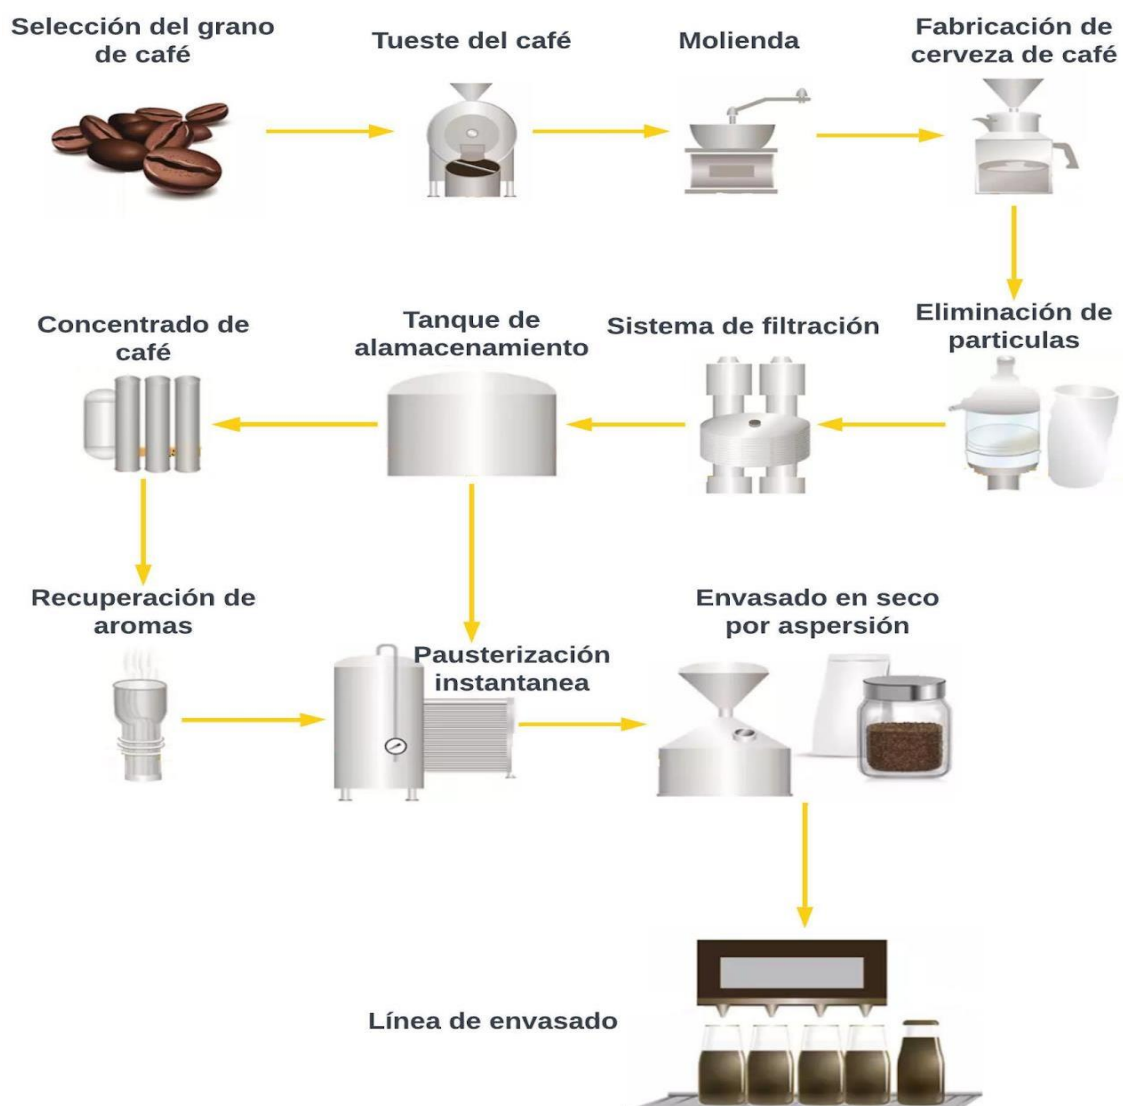 Selección del grano
de café
Tueste del café
Molienda
Fabricación de
cerveza de café
Concentrado de
café
Tanque de
alamacenamiento
Sistema de filtración
Eliminación de
particulas
Recuperación de
aromas
Pausterización
instantanea
Envasado en seco
por aspersión
Línea de envasado